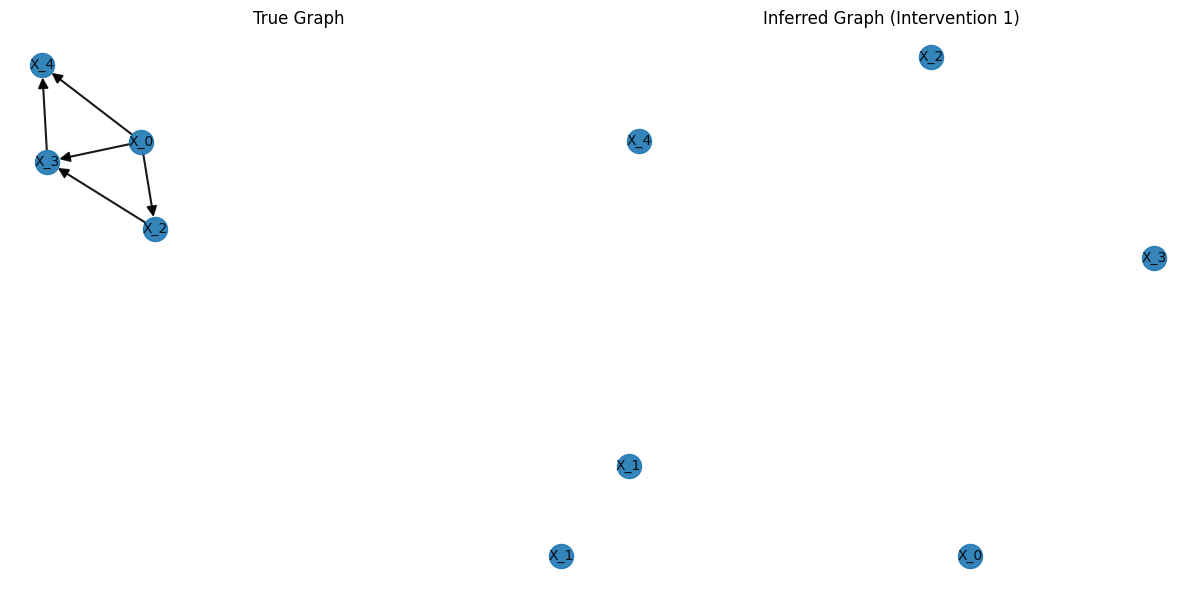 True Graph
X_4
X_0
X_3
X_2
X_1
Inferred Graph (Intervention 1)
X_2
X_4
X_3
X_1
X_0